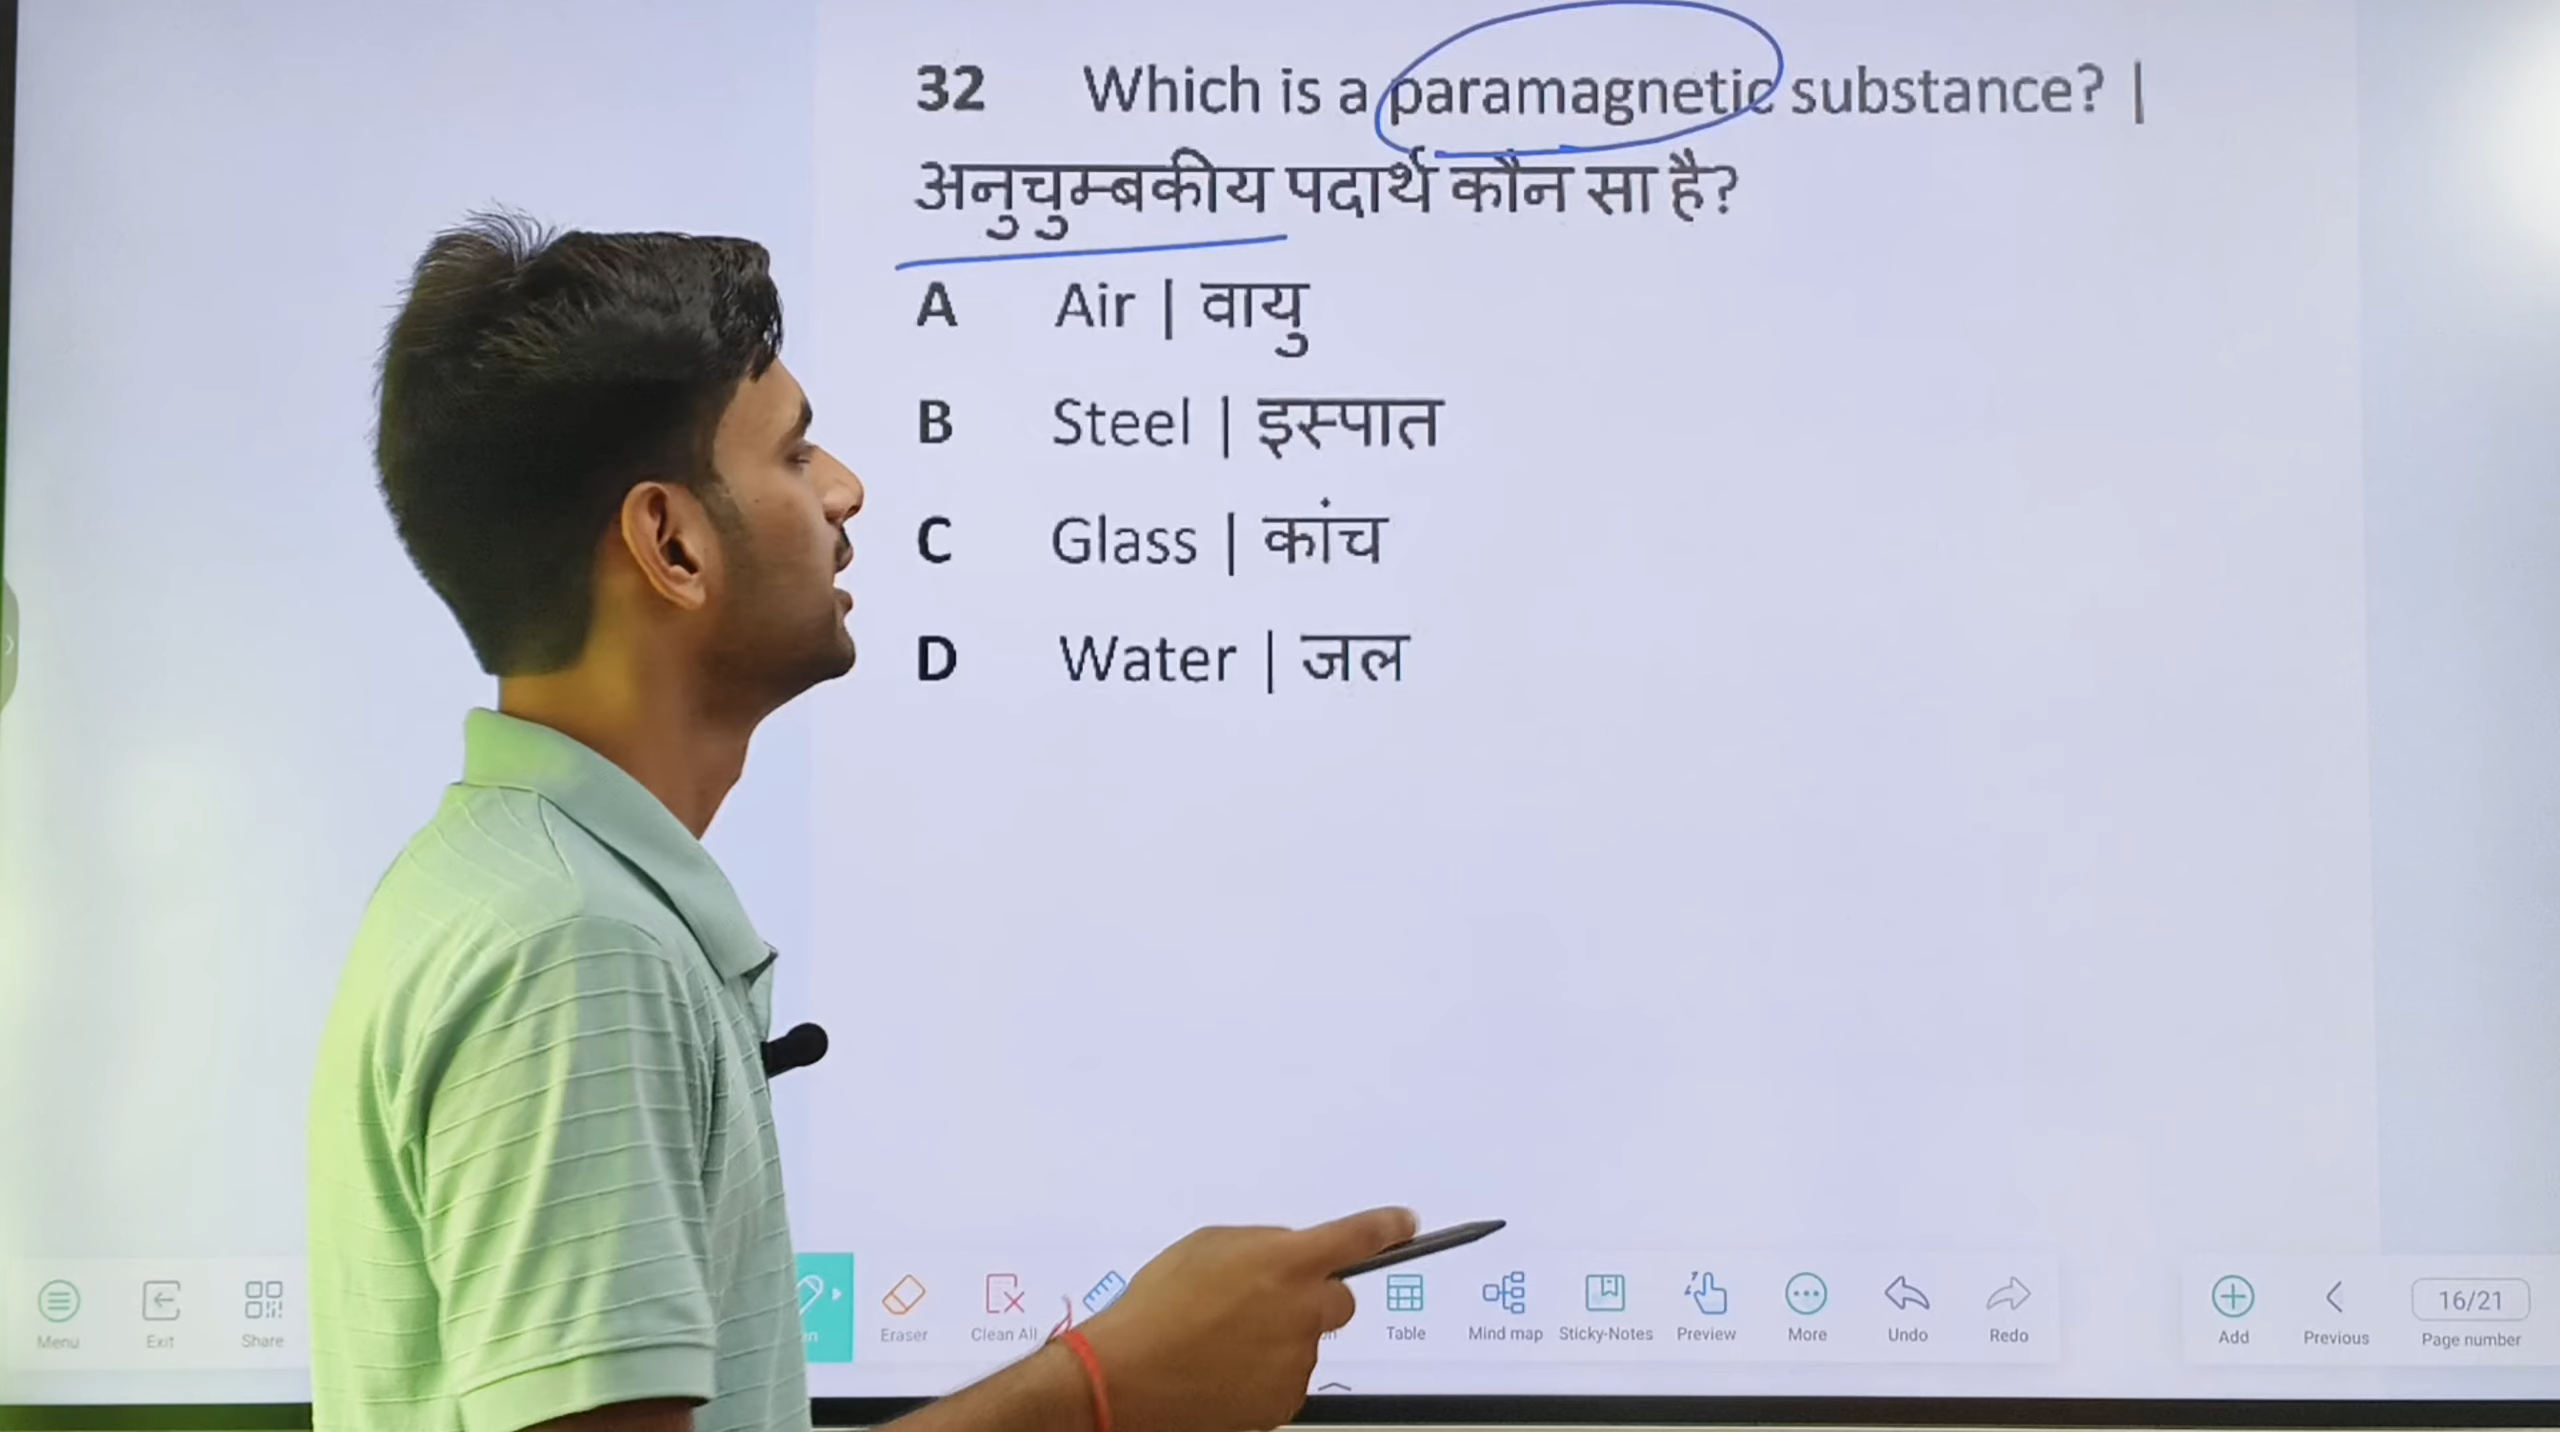 32 Which is a paramagnetic substance? |
अनुचुम्बकीय पदार्थ कौन सा है?
A Air | वायु
B Steel | इस्पात
C Glass | कांच
D Water | जल
Menu Exit Share Eraser Clean All Table Mind map Sticky-Notes Preview More Undo Redo Add Previous 16/21 Page number